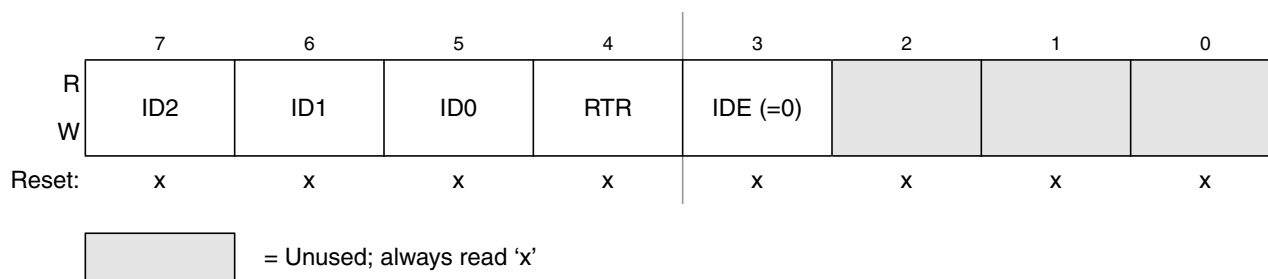 7 6 5 4 3 2 1 0
R
ID2 ID1 ID0 RTR IDE (=0)
W
Reset: x x x x x x x x
= Unused; always read ‘x’